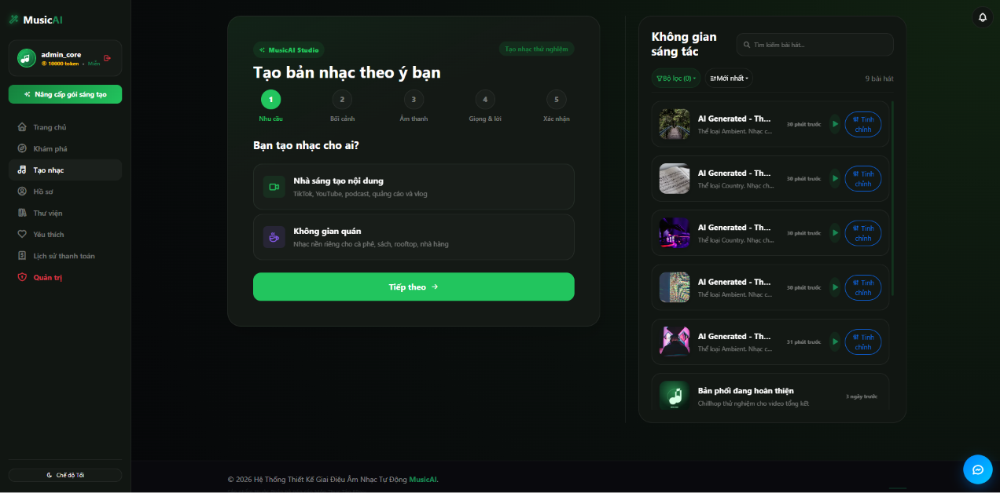 MusicAI
admin_core
10000 token • Miễn
Nâng cấp gói sáng tạo
Trang chủ
Khám phá
Tạo nhạc
Hồ sơ
Thư viện
Yêu thích
Lịch sử thanh toán
Quản trị
Chế độ Tối
MusicAI Studio
Tạo nhạc thử nghiệm
Tạo bản nhạc theo ý bạn
1 2 3 4 5
Nhu cầu Bối cảnh Âm thanh Giọng & lời Xác nhận
Bạn tạo nhạc cho ai?
Nhà sáng tạo nội dung
TikTok, YouTube, podcast, quảng cáo và vlog
Không gian quán
Nhạc nền riêng cho cà phê, sách, rooftop, nhà hàng
Tiếp theo →
Không gian
sáng tác
Tìm kiếm bài hát...
Bộ lọc (0)
Mới nhất
9 bài hát
AI Generated - Th...
Thể loại Ambient. Nhạc c...
30 phút trước
Tinh
chỉnh
AI Generated - Th...
Thể loại Country. Nhạc ch...
30 phút trước
Tinh
chỉnh
AI Generated - Th...
Thể loại Country. Nhạc ch...
30 phút trước
Tinh
chỉnh
AI Generated - Th...
Thể loại Ambient. Nhạc c...
30 phút trước
Tinh
chỉnh
AI Generated - Th...
Thể loại Ambient. Nhạc c...
31 phút trước
Tinh
chỉnh
Bản phối đang hoàn thiện
Chillhop thử nghiệm cho video tổng kết
3 ngày trước
© 2026 Hệ Thống Thiết Kế Giai Điệu Âm Nhạc Tự Động MusicAI.